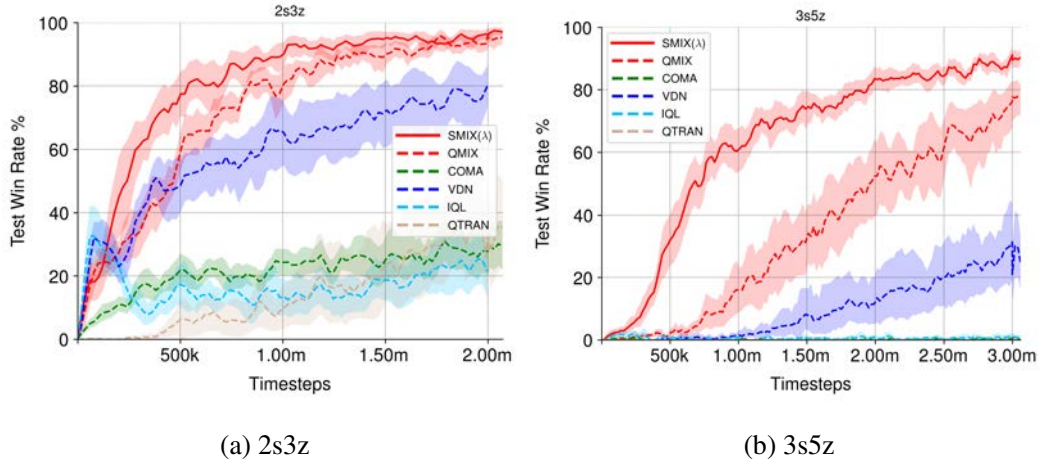 2s3z
100
80
60
40
20
0
Test Win Rate %
SMIX(λ)
QMIX
COMA
VDN
IQL
QTRAN
500k
1.00m
1.50m
2.00m
Timesteps
(a) 2s3z
3s5z
100
80
60
40
20
0
Test Win Rate %
SMIX(λ)
QMIX
COMA
VDN
IQL
QTRAN
500k
1.00m
1.50m
2.00m
2.50m
3.00m
Timesteps
(b) 3s5z